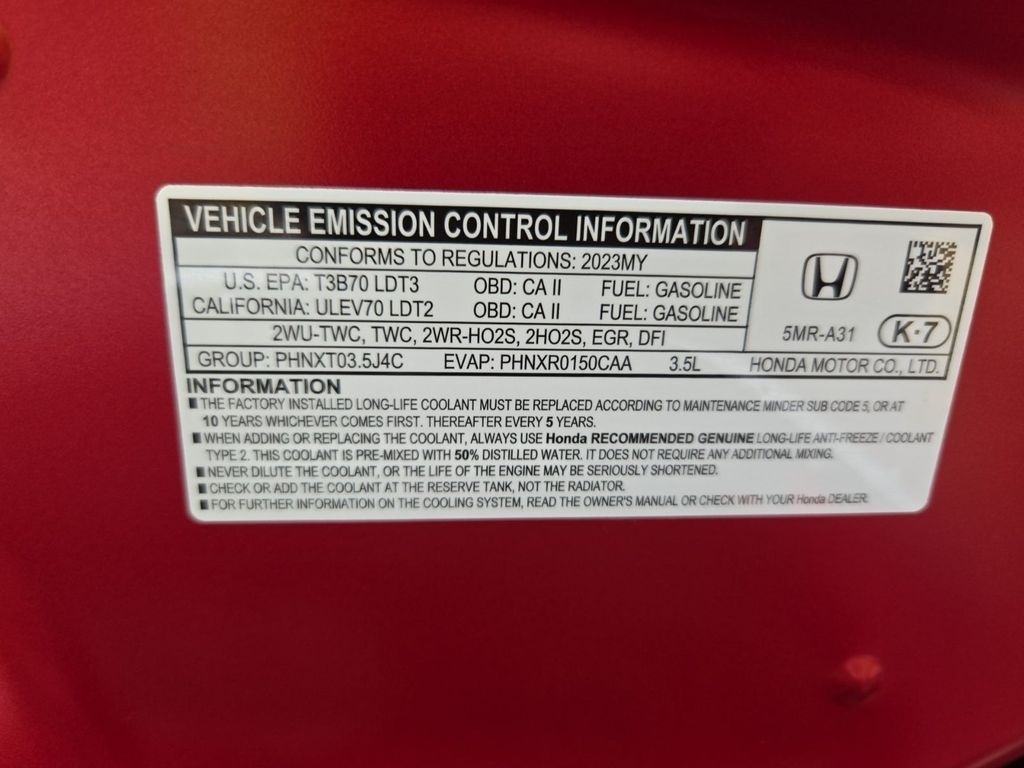 VEHICLE EMISSION CONTROL INFORMATION
CONFORMS TO REGULATIONS: 2023MY
U.S. EPA: T3B70 LDT3 OBD: CA II FUEL: GASOLINE
CALIFORNIA: ULEV70 LDT2 OBD: CA II FUEL: GASOLINE
2WU-TWC, TWC, 2WR-HO2S, 2HO2S, EGR, DFI
5MR-A31 K·7
GROUP: PHNXT03.5J4C EVAP: PHNXR0150CAA 3.5L HONDA MOTOR CO., LTD.
INFORMATION
■ THE FACTORY INSTALLED LONG-LIFE COOLANT MUST BE REPLACED ACCORDING TO MAINTENANCE MINDER SUB CODE 5, OR AT
10 YEARS WHICHEVER COMES FIRST. THEREAFTER EVERY 5 YEARS.
■ WHEN ADDING OR REPLACING THE COOLANT, ALWAYS USE Honda RECOMMENDED GENUINE LONG-LIFE ANTI-FREEZE / COOLANT
TYPE 2. THIS COOLANT IS PRE-MIXED WITH 50% DISTILLED WATER. IT DOES NOT REQUIRE ANY ADDITIONAL MIXING.
■ NEVER DILUTE THE COOLANT, OR THE LIFE OF THE ENGINE MAY BE SERIOUSLY SHORTENED.
■ CHECK OR ADD THE COOLANT AT THE RESERVE TANK, NOT THE RADIATOR.
■ FOR FURTHER INFORMATION ON THE COOLING SYSTEM, READ THE OWNER'S MANUAL OR CHECK WITH YOUR Honda DEALER.